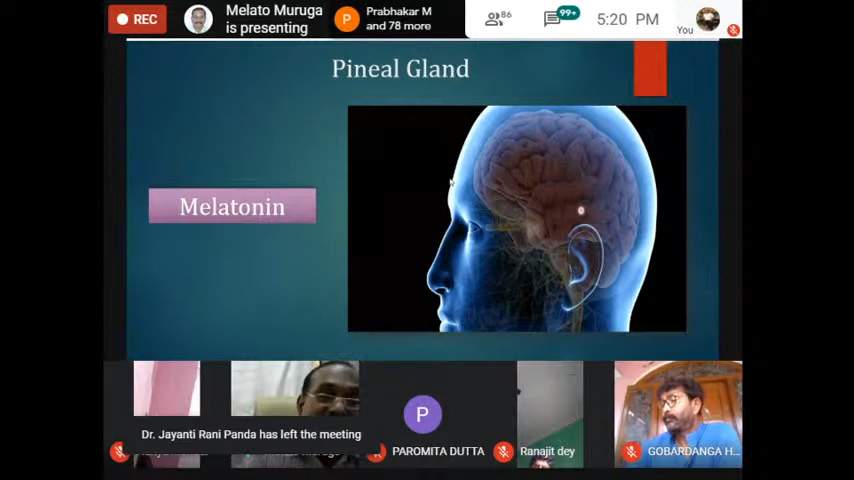 REC
Melato Muruga
is presenting
P
Prabhakar M
and 78 more
86
99+
5:20 PM
You
Pineal Gland
Melatonin
P
Dr. Jayanti Rani Panda has left the meeting
PAROMITA DUTTA
Ranajit dey
GOBARDANGA H...